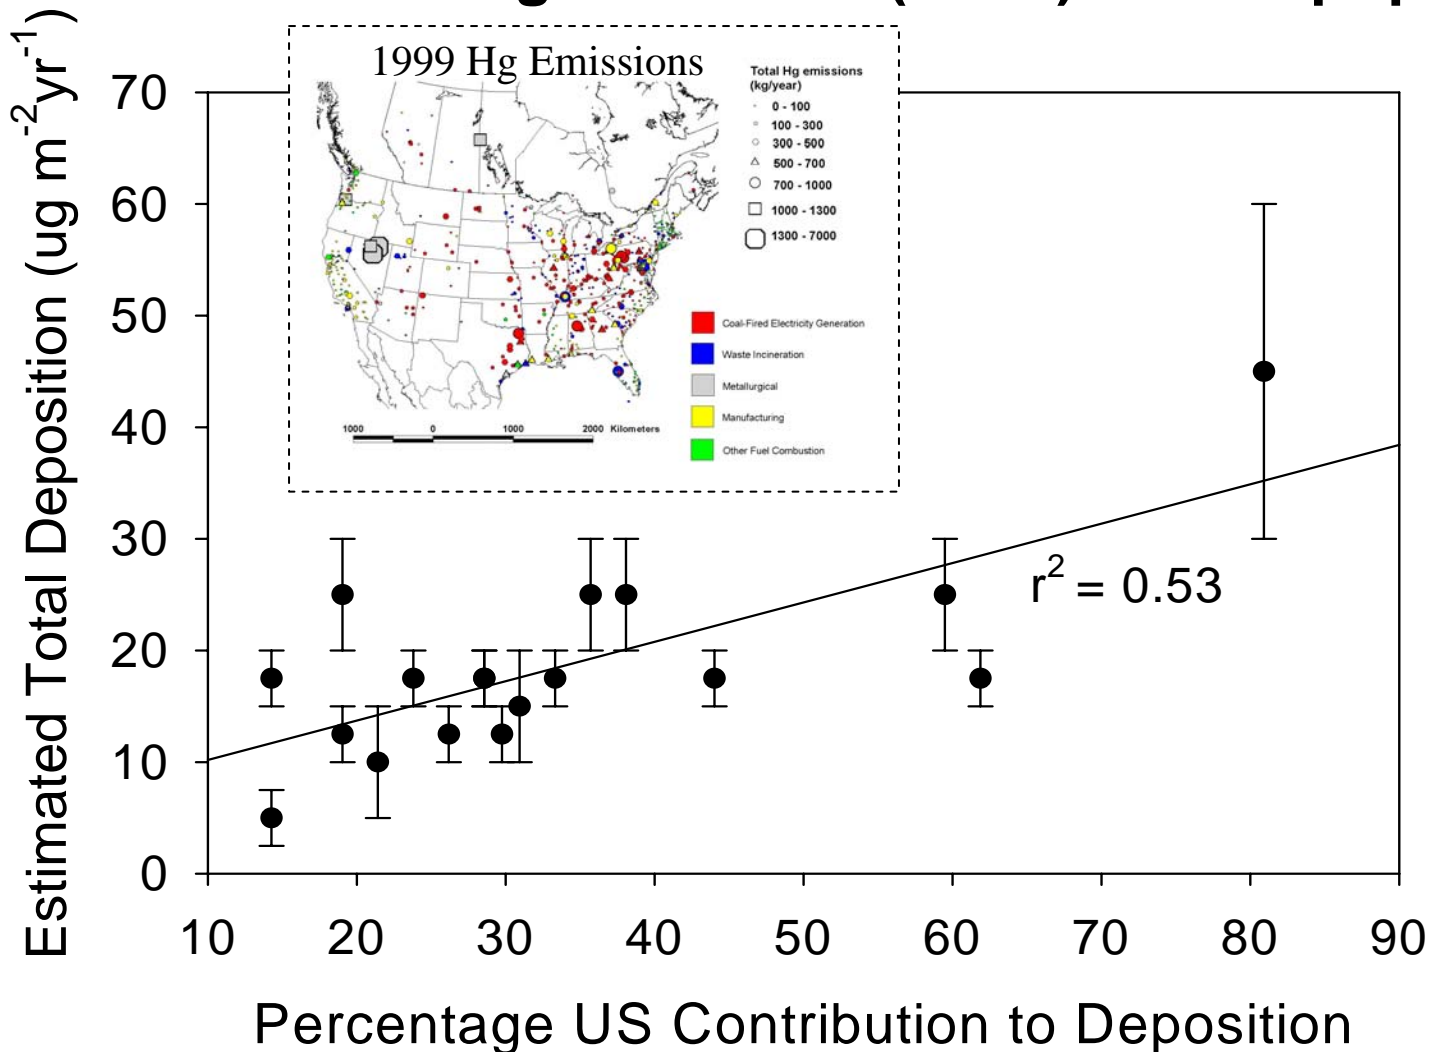 70
60
50
40
30
20
10
0
Estimated Total Deposition (ug m-2yr-1)
1999 Hg Emissions
Total Hg emissions
(kg/year)
0 - 100
100 - 300
300 - 500
500 - 700
700 - 1000
1000 - 1300
1300 - 7000
Coal-Fired Electricity Generation
Waste Incineration
Metallurgical
Manufacturing
Other Fuel Combustion
1000 0 1000 2000 Kilometers
r2 = 0.53
10 20 30 40 50 60 70 80 90
Percentage US Contribution to Deposition